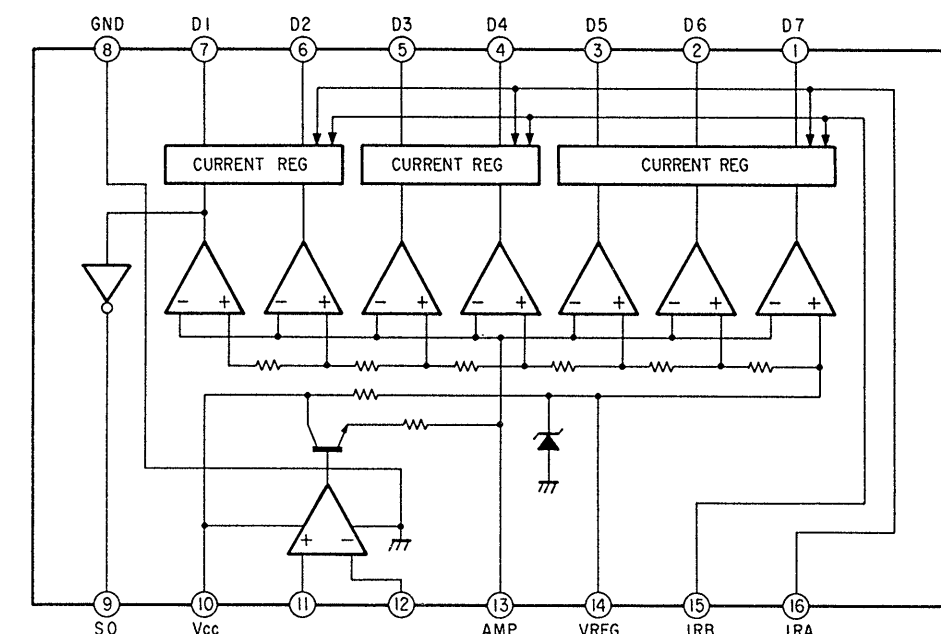 GND D1 D2 D3 D4 D5 D6 D7
8 7 6 5 4 3 2 1
CURRENT REG CURRENT REG CURRENT REG
− + − + − + − + − + − + − +
+ −
9 10 11 12 13 14 15 16
SO Vcc AMP VREG IRB IRA